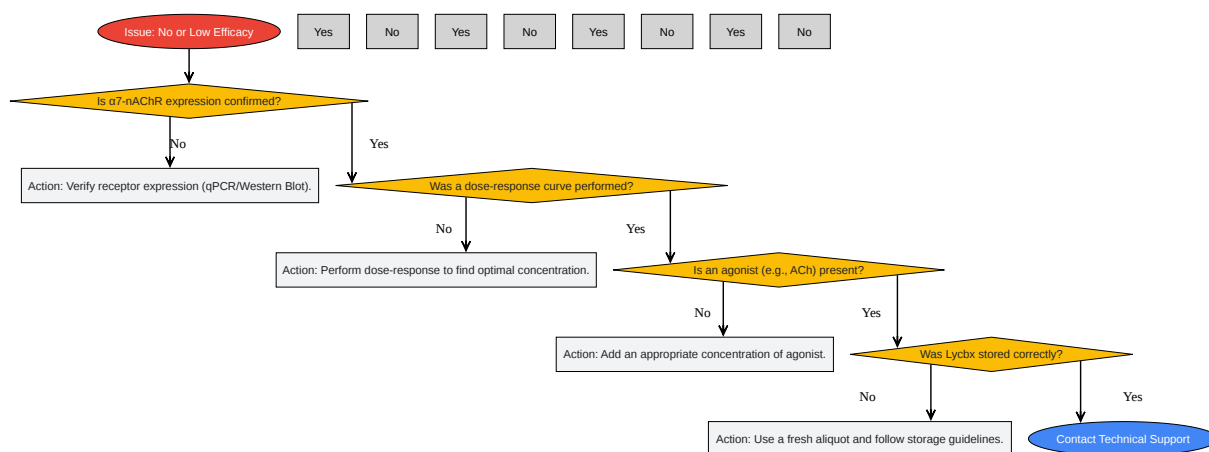 Issue: No or Low Efficacy
Yes
No
Yes
No
Yes
No
Yes
No
Is α7-nAChR expression confirmed?
No
Yes
Action: Verify receptor expression (qPCR/Western Blot).
Was a dose-response curve performed?
No
Yes
Action: Perform dose-response to find optimal concentration.
Is an agonist (e.g., ACh) present?
No
Yes
Action: Add an appropriate concentration of agonist.
Was Lycbx stored correctly?
No
Yes
Action: Use a fresh aliquot and follow storage guidelines.
Contact Technical Support